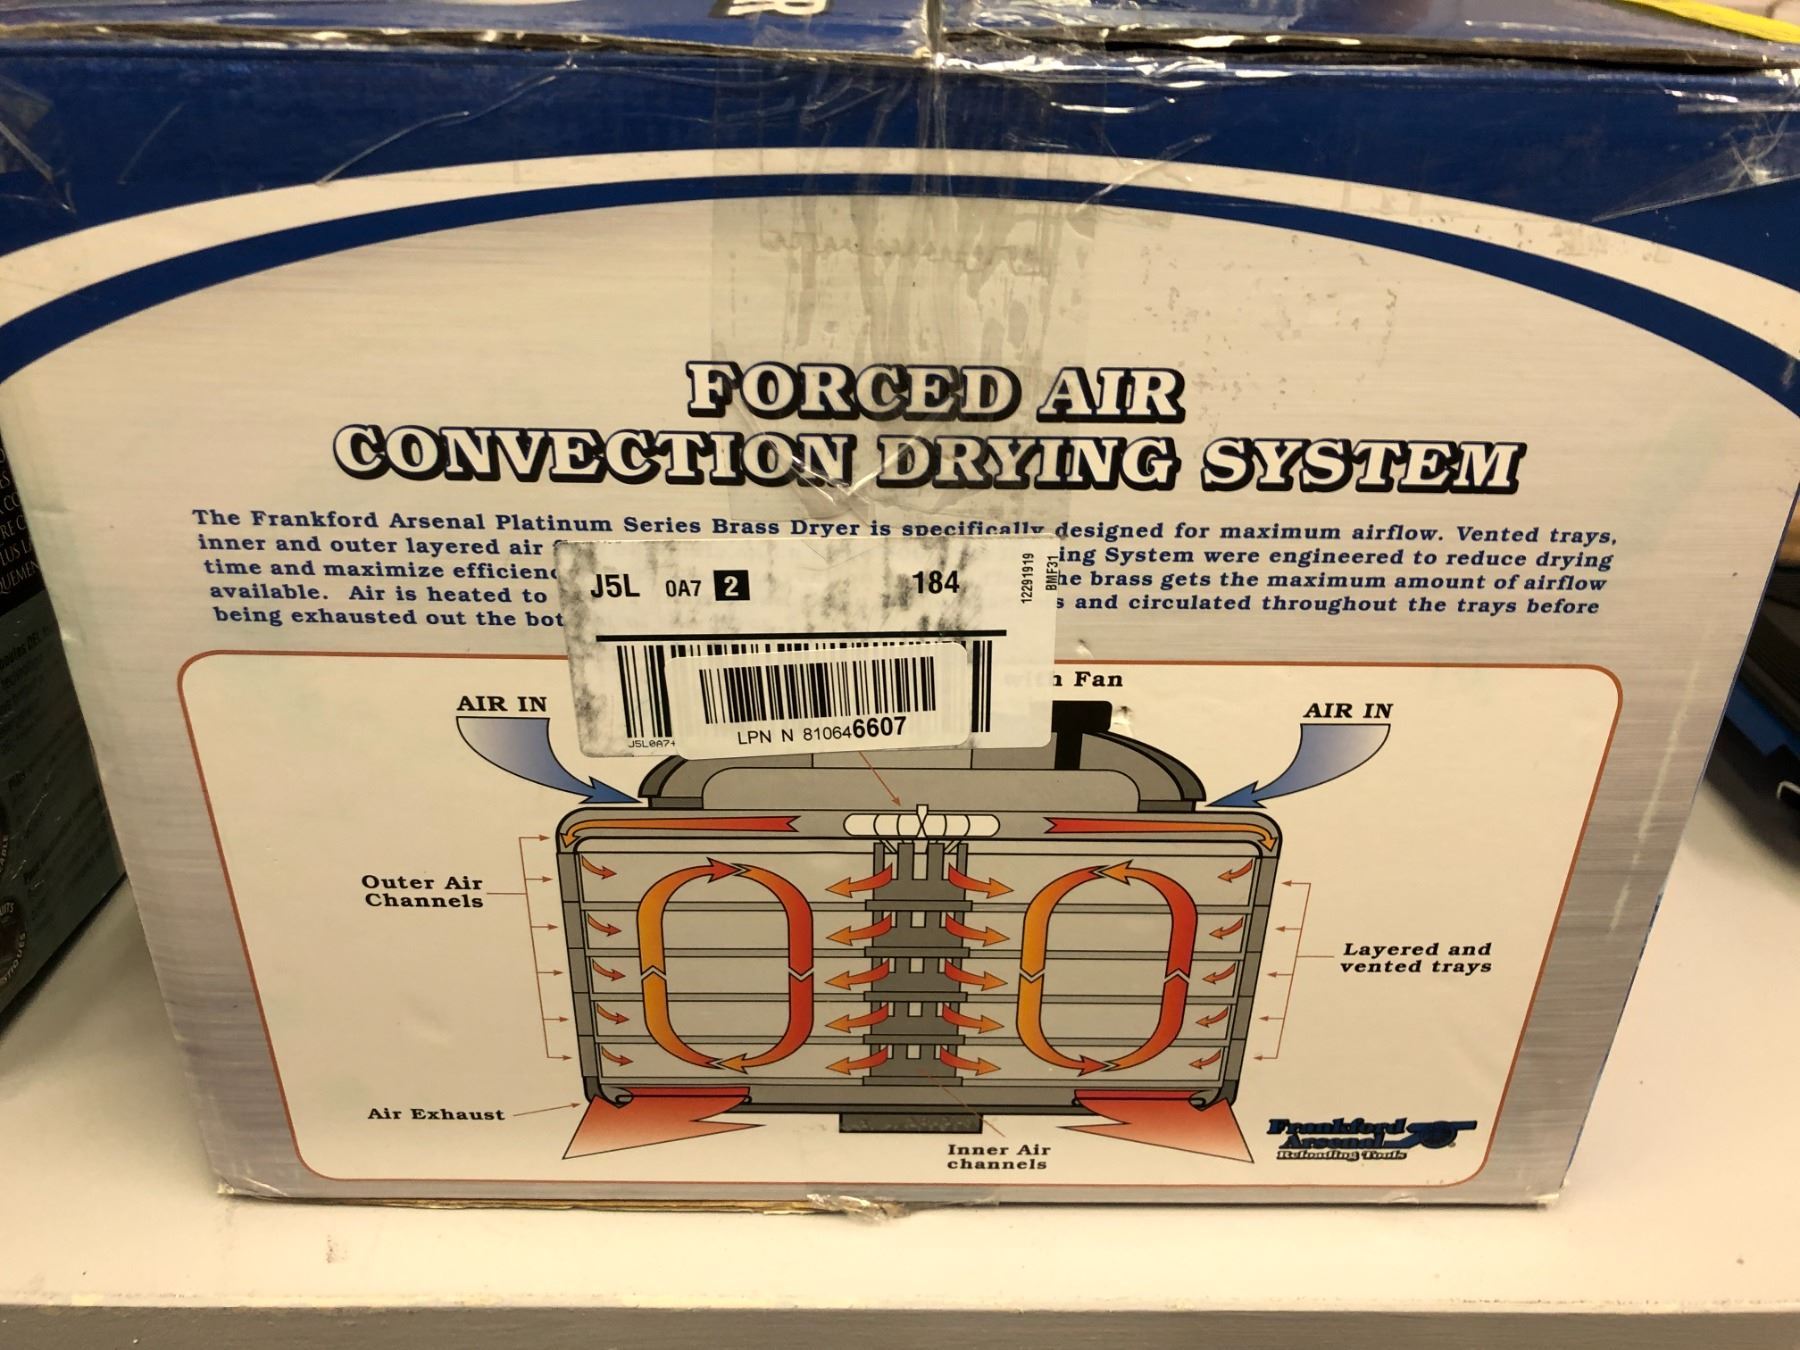 FORCED AIR
CONVECTION DRYING SYSTEM
The Frankford Arsenal Platinum Series Brass Dryer is specifically designed for maximum airflow. Vented trays,
inner and outer layered air ing System were engineered to reduce drying
time and maximize efficienc he brass gets the maximum amount of airflow
available. Air is heated to s and circulated throughout the trays before
being exhausted out the bot
J5L 0A7 2 184
12291919
BMF31
J5L0A7+
LPN N 810646607
h Fan
AIR IN
AIR IN
Outer Air
Channels
Layered and
vented trays
Air Exhaust
Inner Air
channels
Frankford
Arsenal
Reloading Tools